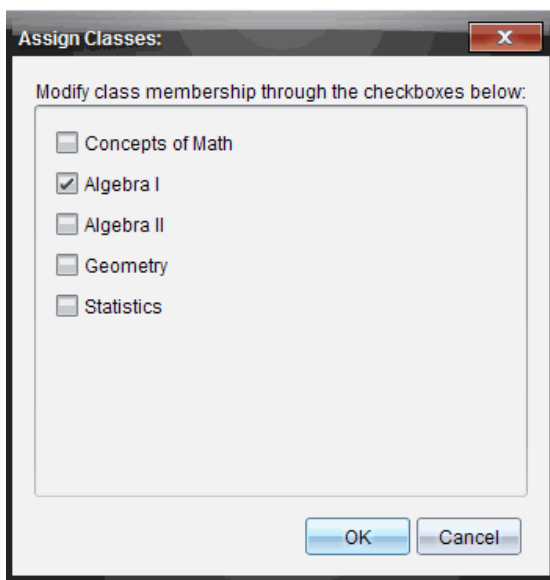 Assign Classes:
Modify class membership through the checkboxes below:
Concepts of Math
Algebra I
Algebra II
Geometry
Statistics
OK
Cancel